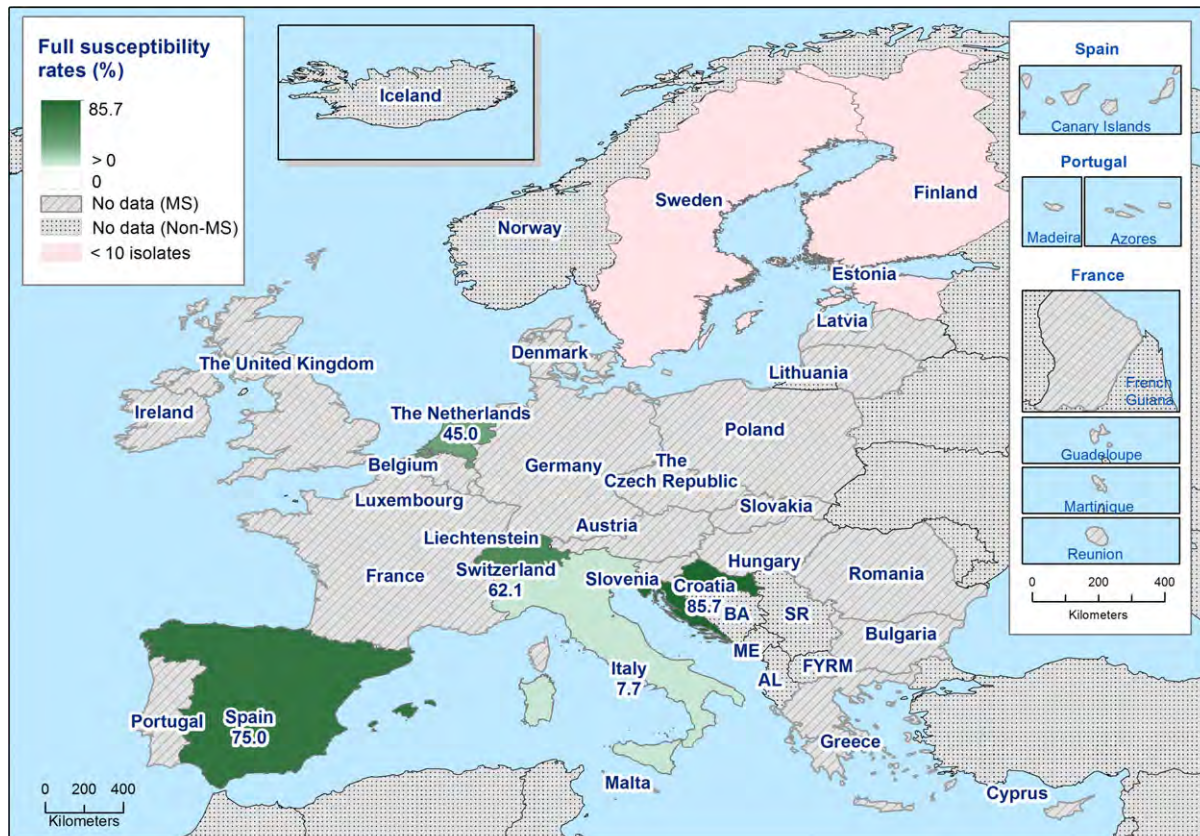 Full susceptibility
rates (%)
85.7
> 0
0
No data (MS)
No data (Non-MS)
< 10 isolates
Iceland
Norway
Sweden
Finland
Estonia
Latvia
Lithuania
Denmark
The United Kingdom
Ireland
The Netherlands
45.0
Poland
Belgium
Germany
The
Czech Republic
Luxembourg
Slovakia
Austria
Liechtenstein
Hungary
France
Switzerland
62.1
Slovenia
Croatia
85.7
Romania
BA
SR
Bulgaria
ME
FYRM
AL
Italy
7.7
Portugal
Spain
75.0
Greece
Malta
Cyprus
0 200 400
Kilometers
Spain
Canary Islands
Portugal
Madeira
Azores
France
French
Guiana
Guadeloupe
Martinique
Reunion
0 200 400
Kilometers